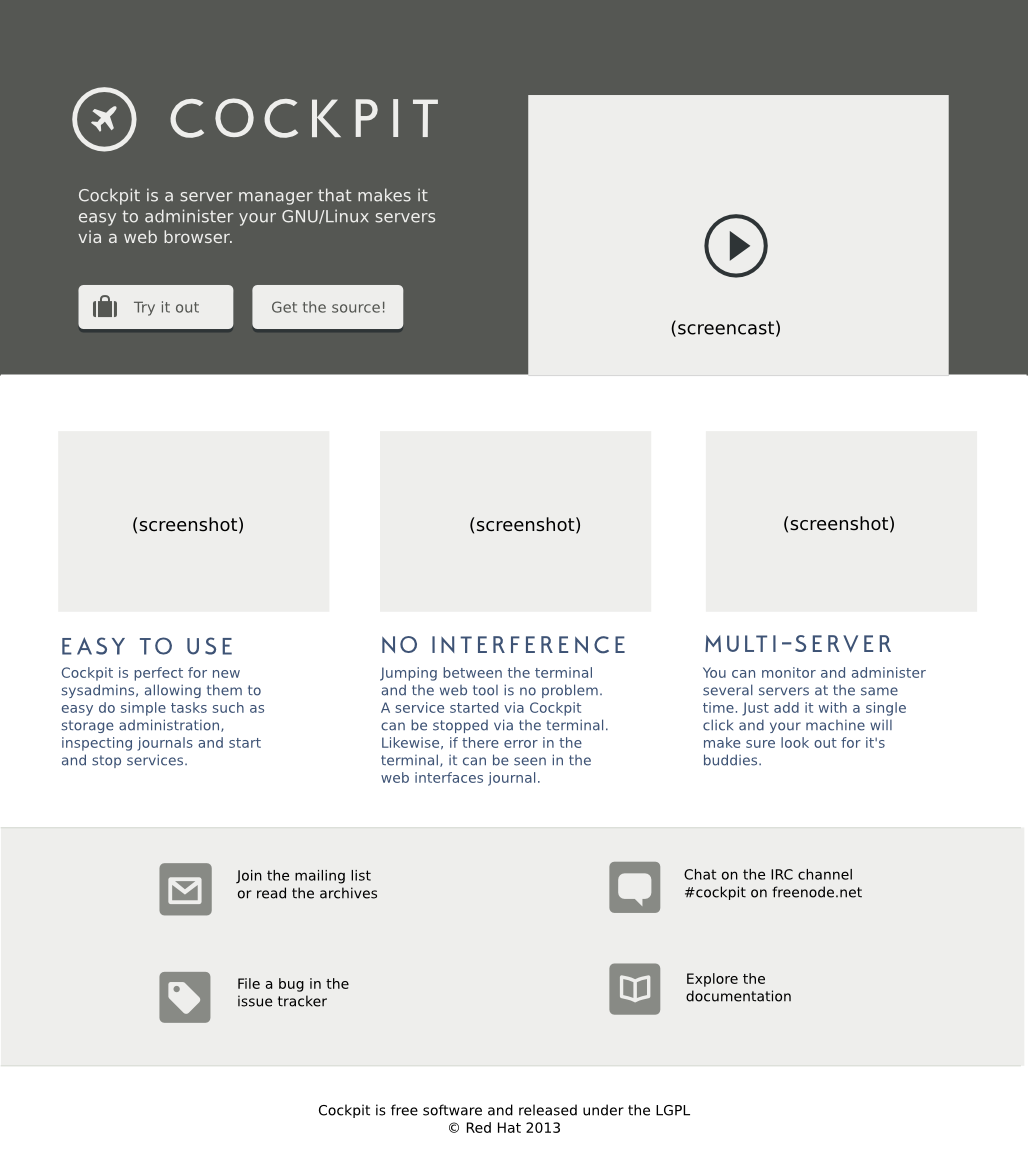 COCKPIT
Cockpit is a server manager that makes it
easy to administer your GNU/Linux servers
via a web browser.
Try it out
Get the source!
(screencast)
(screenshot)
(screenshot)
(screenshot)
EASY TO USE
Cockpit is perfect for new
sysadmins, allowing them to
easy do simple tasks such as
storage administration,
inspecting journals and start
and stop services.
NO INTERFERENCE
Jumping between the terminal
and the web tool is no problem.
A service started via Cockpit
can be stopped via the terminal.
Likewise, if there error in the
terminal, it can be seen in the
web interfaces journal.
MULTI-SERVER
You can monitor and administer
several servers at the same
time. Just add it with a single
click and your machine will
make sure look out for it's
buddies.
Join the mailing list
or read the archives
Chat on the IRC channel
#cockpit on freenode.net
File a bug in the
issue tracker
Explore the
documentation
Cockpit is free software and released under the LGPL
© Red Hat 2013